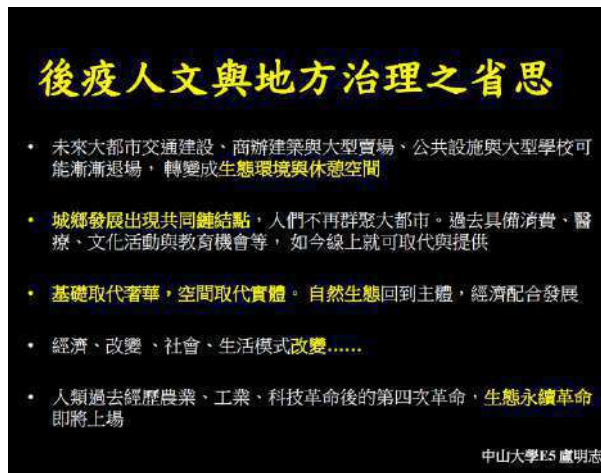 後疫人文與地方治理之省思
• 未來大都市交通建設、商辦建築與大型賣場、公共設施與大型學校可
能漸漸退場， 轉變成生態環境與休憩空間
• 城鄉發展出現共同鏈結點，人們不再群聚大都市。過去具備消費、醫
療、文化活動與教育機會等， 如今線上就可取代與提供
• 基礎取代奢華，空間取代實體。 自然生態回到主體，經濟配合發展
• 經濟、改變 、社會、生活模式改變......
• 人類過去經歷農業、工業、科技革命後的第四次革命，生態永續革命
即將上場
中山大學E5 盧明志